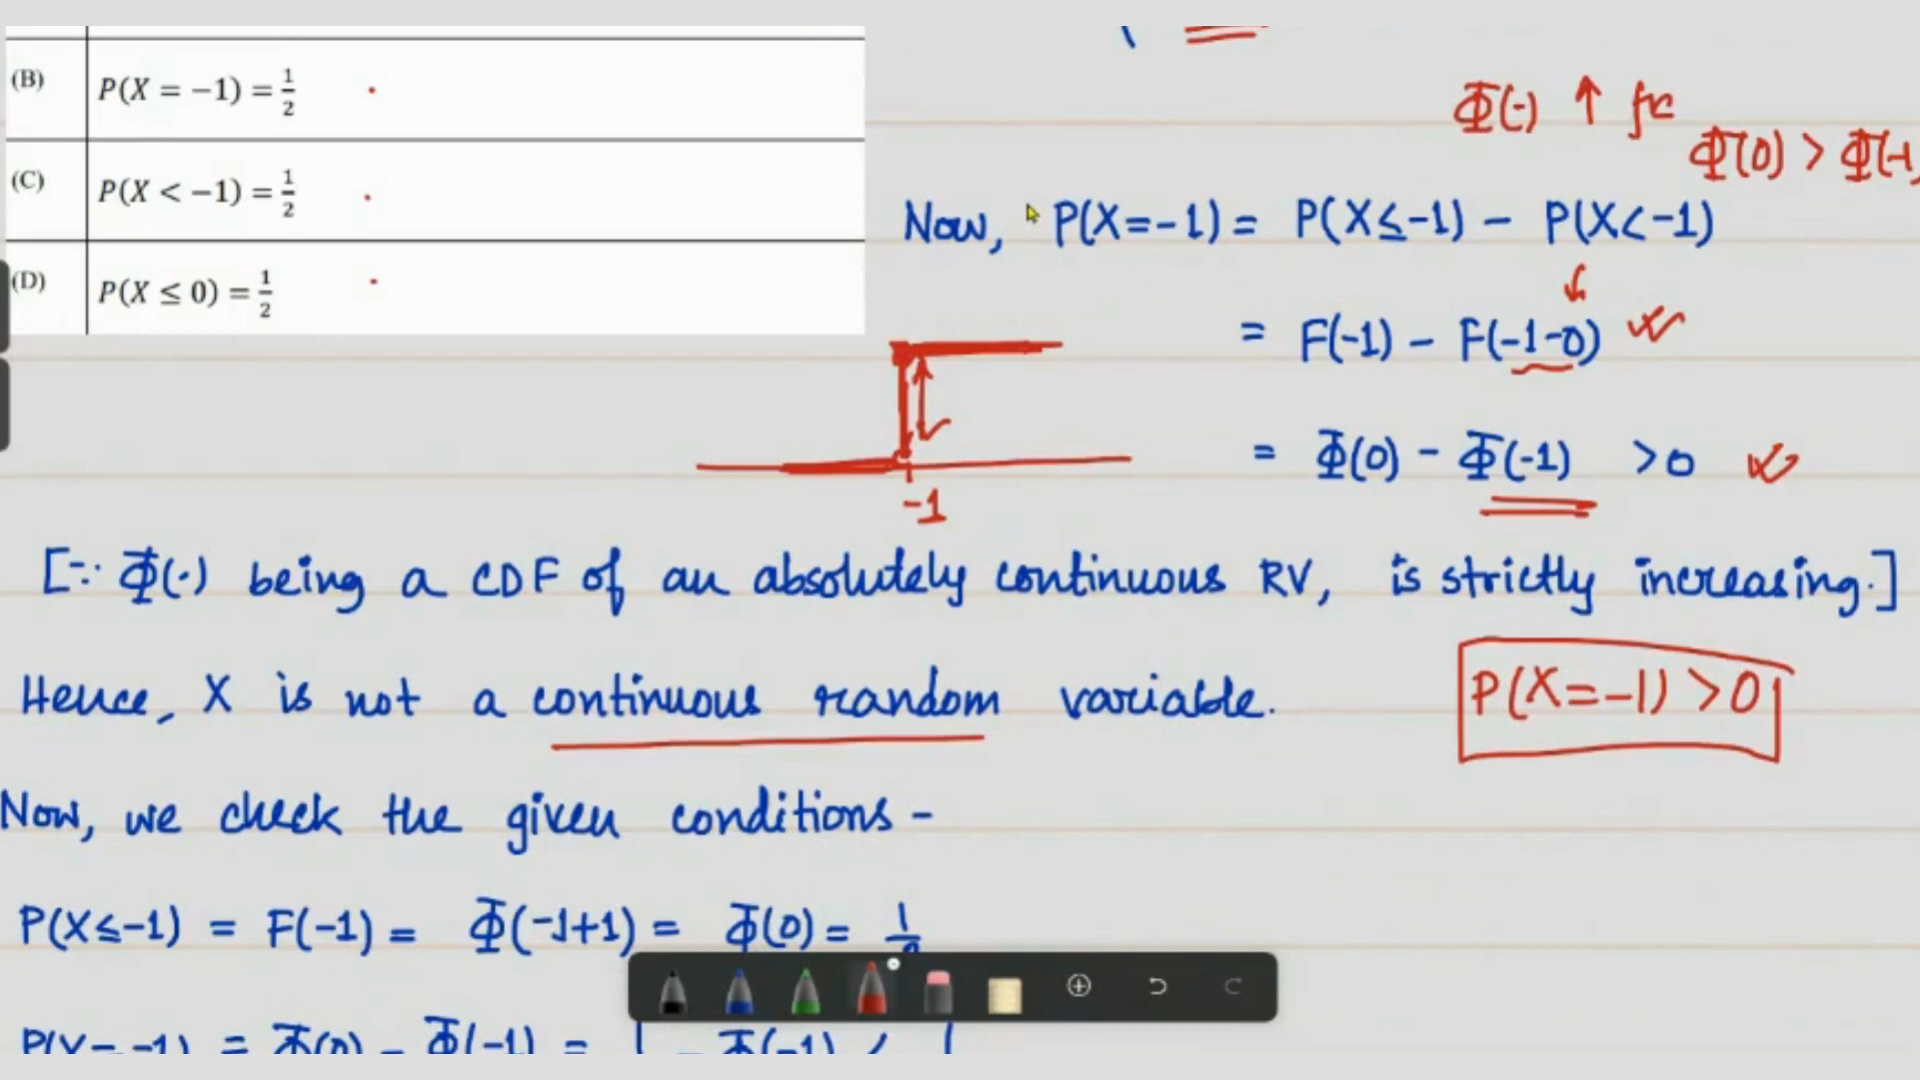 (B) P(X = −1) = 1/2
(C) P(X < −1) = 1/2
(D) P(X ≤ 0) = 1/2
Φ(·) ↑ fc
Φ(0) > Φ(-1
Now, P(X=-1) = P(X≤-1) - P(X<-1)
= F(-1) - F(-1-0)
= Φ(0) - Φ(-1) >0
-1
[∵ Φ(·) being a CDF of an absolutely continuous RV, is strictly increasing.]
Hence, X is not a continuous random variable.
P(X=-1) >0
Now, we check the given conditions -
P(X≤-1) = F(-1) = Φ(-1+1) = Φ(0) =
= Φ(0) - Φ(-1) =